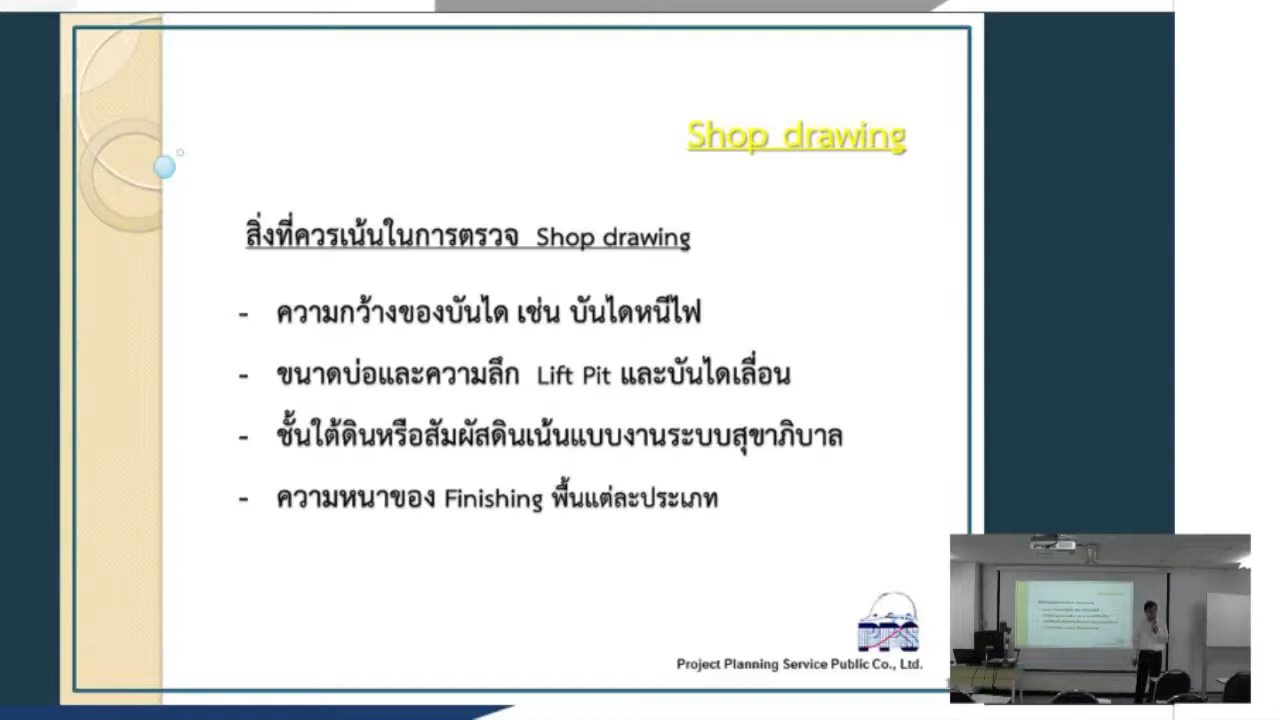 Shop drawing
สิ่งที่ควรเน้นในการตรวจ Shop drawing
- ความกว้างของบันได เช่น บันไดหนีไฟ
- ขนาดบ่อและความลึก Lift Pit และบันไดเลื่อน
- ชั้นใต้ดินหรือสัมผัสดินเน้นแบบงานระบบสุขาภิบาล
- ความหนาของ Finishing พื้นแต่ละประเภท
PPS
Project Planning Service Public Co., Ltd.